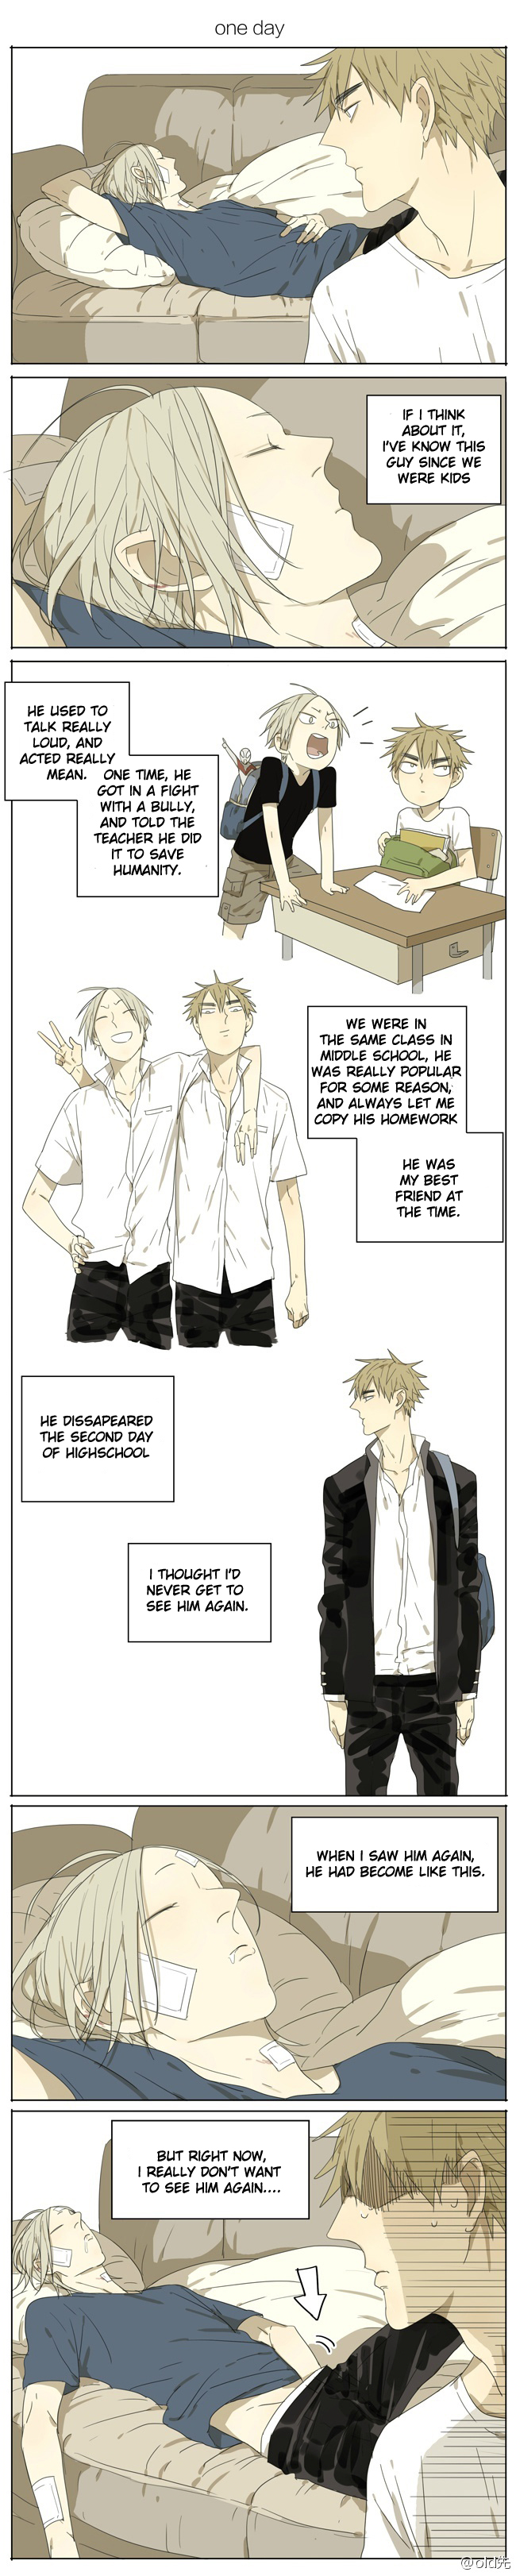 one day
IF I THINK
ABOUT IT,
I'VE KNOW THIS
GUY SINCE WE
WERE KIDS
HE USED TO
TALK REALLY
LOUD, AND
ACTED REALLY
MEAN.
ONE TIME, HE
GOT IN A FIGHT
WITH A BULLY,
AND TOLD THE
TEACHER HE DID
IT TO SAVE
HUMANITY.
WE WERE IN
THE SAME CLASS IN
MIDDLE SCHOOL, HE
WAS REALLY POPULAR
FOR SOME REASON,
AND ALWAYS LET ME
COPY HIS HOMEWORK
HE WAS
MY BEST
FRIEND AT
THE TIME.
HE DISSAPEARED
THE SECOND DAY
OF HIGHSCHOOL
I THOUGHT I'D
NEVER GET TO
SEE HIM AGAIN.
WHEN I SAW HIM AGAIN,
HE HAD BECOME LIKE THIS.
BUT RIGHT NOW,
I REALLY DON'T WANT
TO SEE HIM AGAIN....
@old先